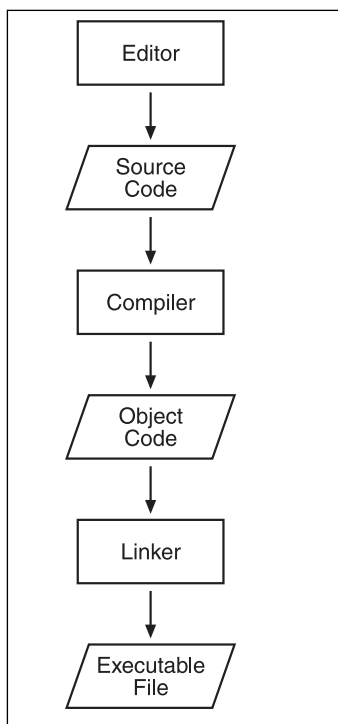 Editor
Source
Code
Compiler
Object
Code
Linker
Executable
File